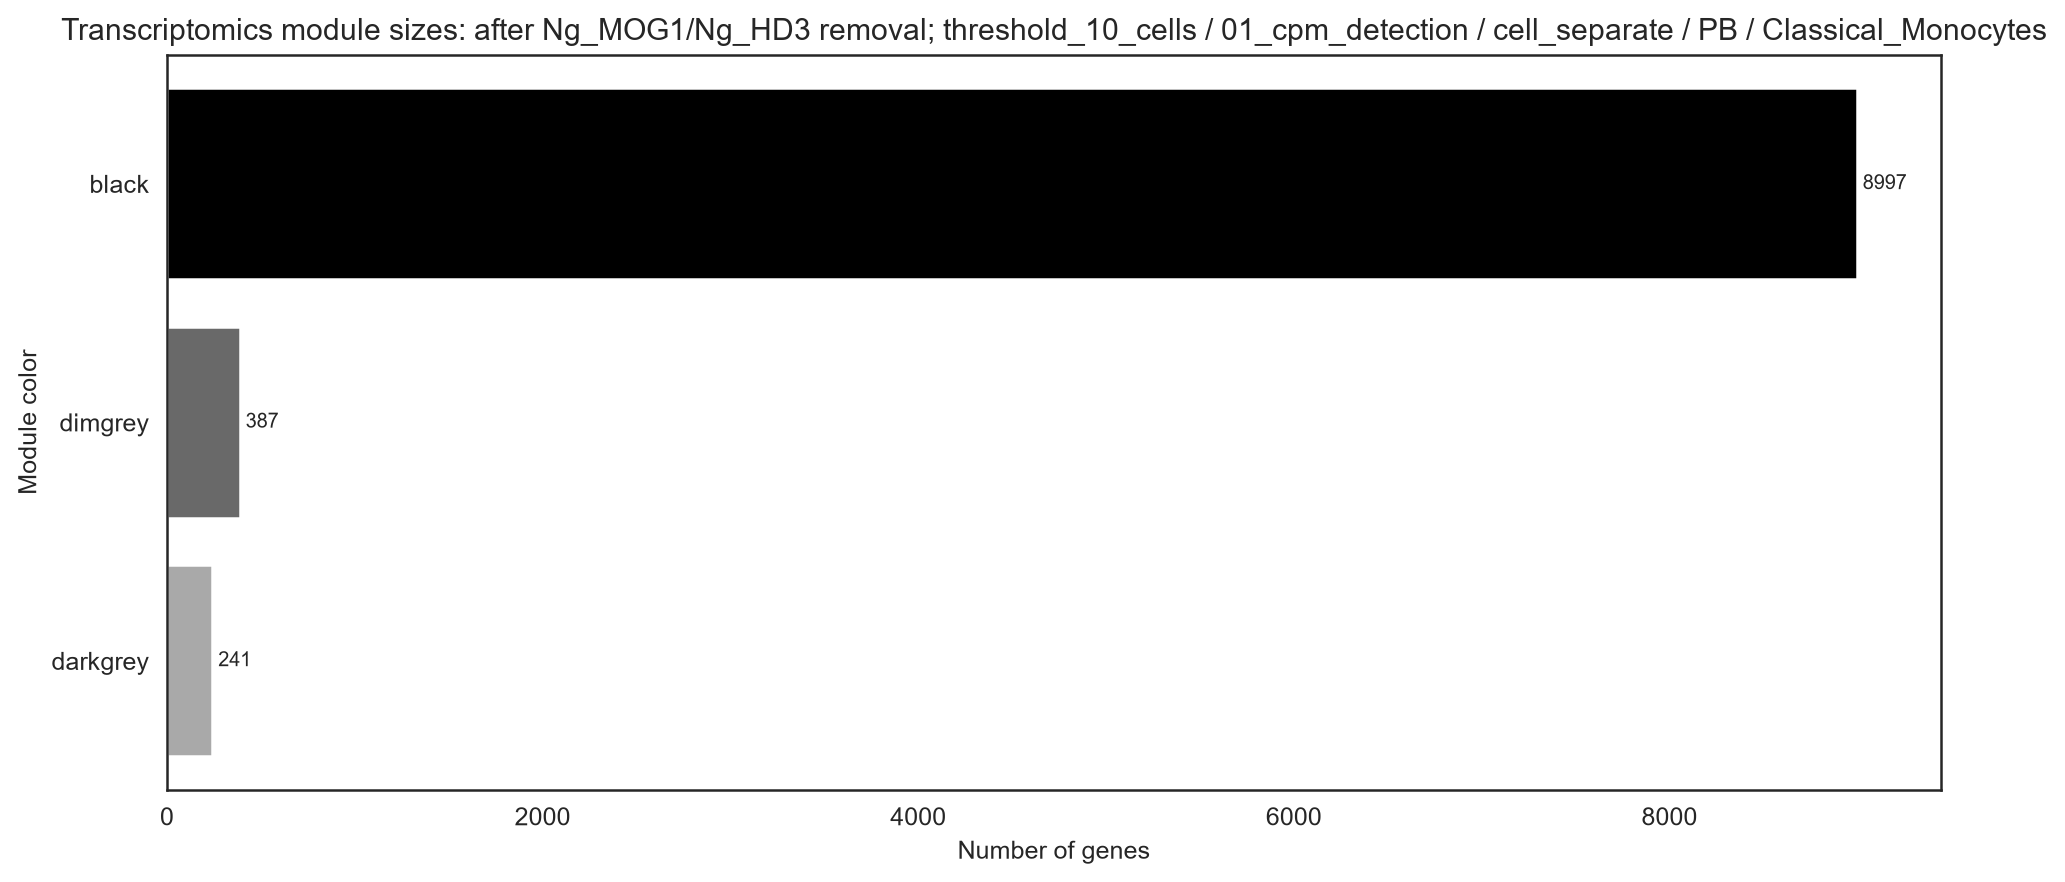 Transcriptomics module sizes: after Ng_MOG1/Ng_HD3 removal; threshold_10_cells / 01_cpm_detection / cell_separate / PB / Classical_Monocytes
black
8997
dimgrey
387
darkgrey
241
Module color
0 2000 4000 6000 8000
Number of genes